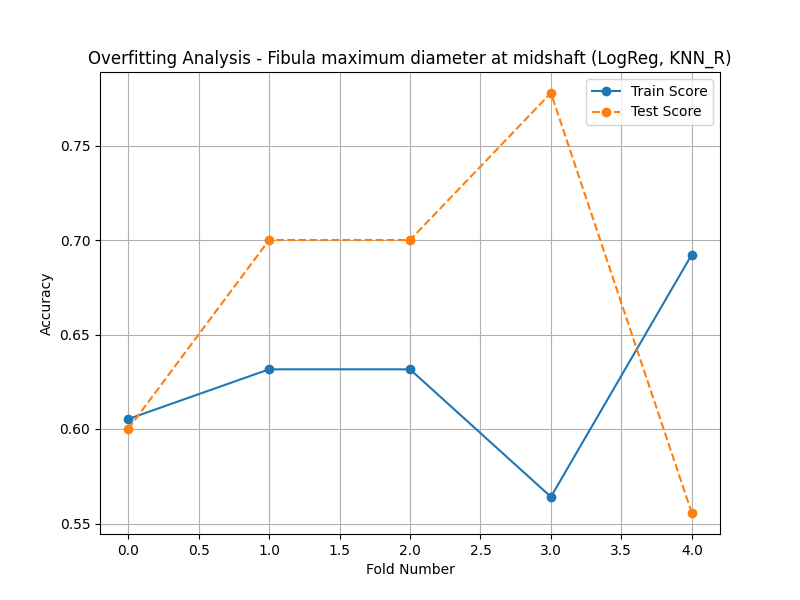 Overfitting Analysis - Fibula maximum diameter at midshaft (LogReg, KNN_R)
Train Score
Test Score
0.75
0.70
0.65
0.60
0.55
Accuracy
0.0 0.5 1.0 1.5 2.0 2.5 3.0 3.5 4.0
Fold Number